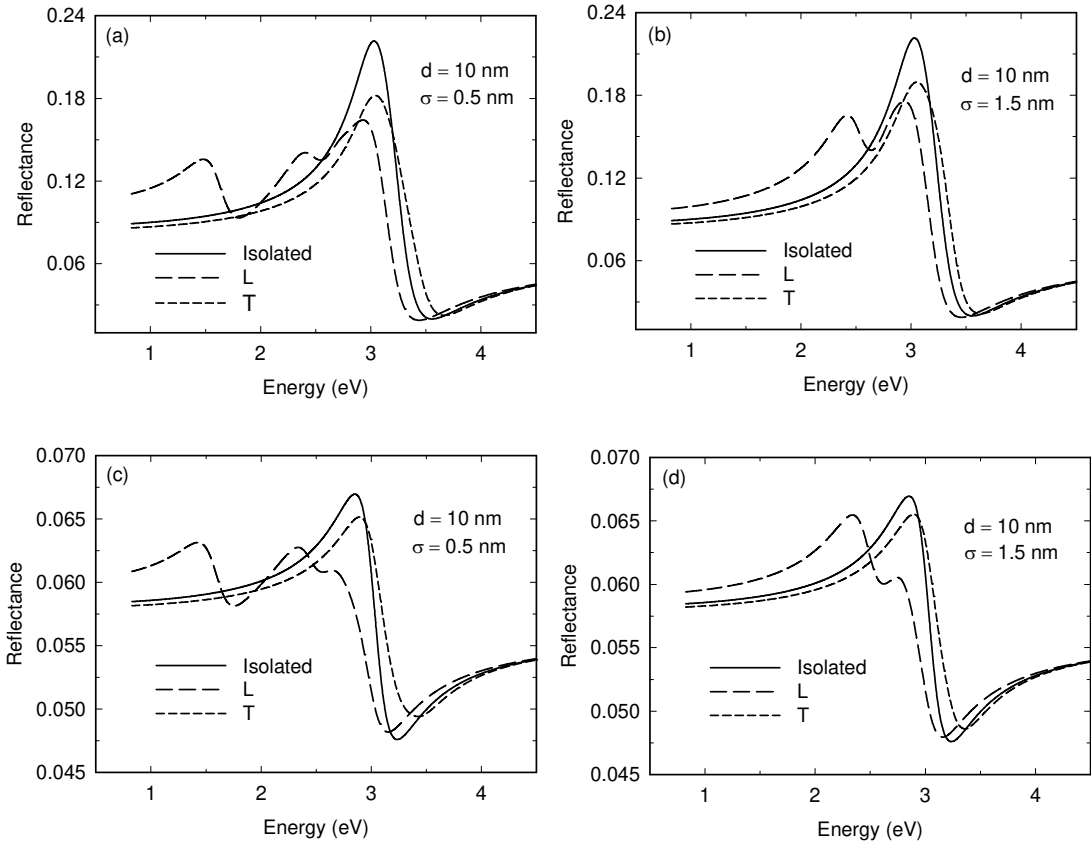 (a)
d = 10 nm
σ = 0.5 nm
Reflectance
0.24
0.18
0.12
0.06
Isolated
L
T
1 2 3 4
Energy (eV)
(b)
d = 10 nm
σ = 1.5 nm
Reflectance
0.24
0.18
0.12
0.06
Isolated
L
T
1 2 3 4
Energy (eV)
(c)
d = 10 nm
σ = 0.5 nm
Reflectance
0.070
0.065
0.060
0.055
0.050
0.045
Isolated
L
T
1 2 3 4
Energy (eV)
(d)
d = 10 nm
σ = 1.5 nm
Reflectance
0.070
0.065
0.060
0.055
0.050
0.045
Isolated
L
T
1 2 3 4
Energy (eV)